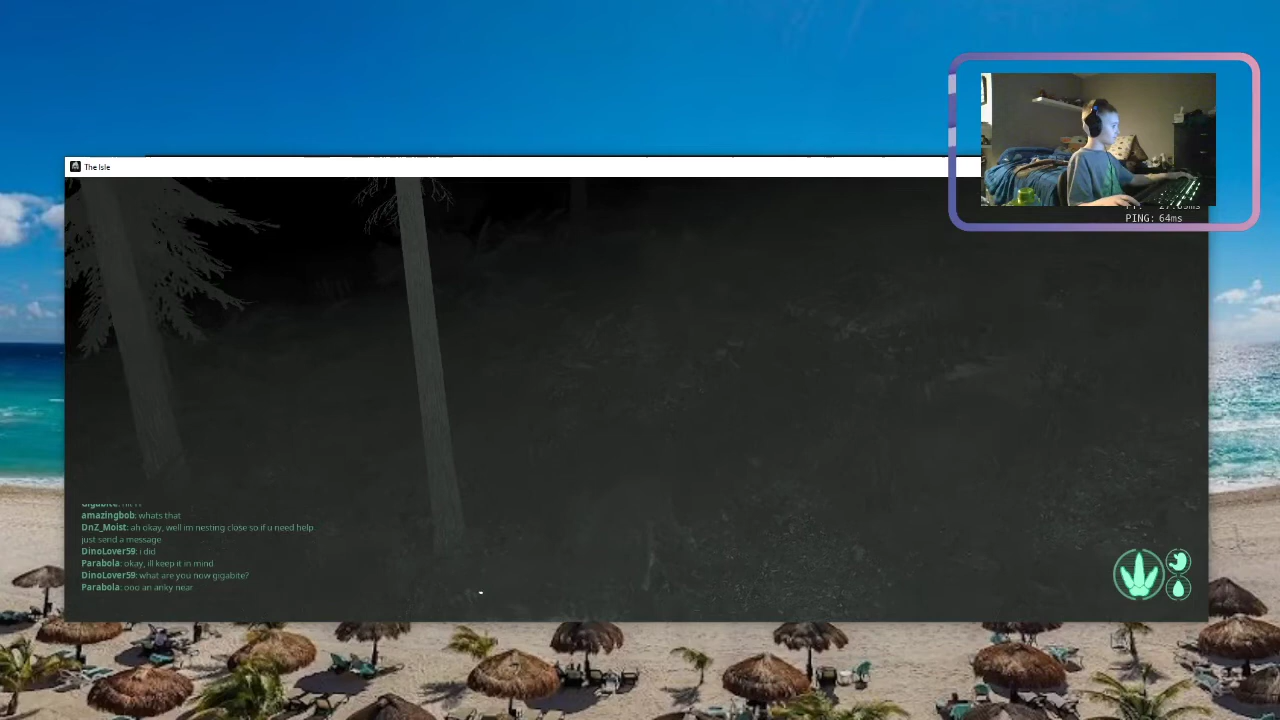 The Isle
PING: 64ms
amazingbob: whats that
DnZ_Moist: ah okay, well im nesting close so if u need help
just send a message
DinoLover59: i did
Parabola: okay, ill keep it in mind
DinoLover59: what are you now gigabite?
Parabola: ooo an anky near